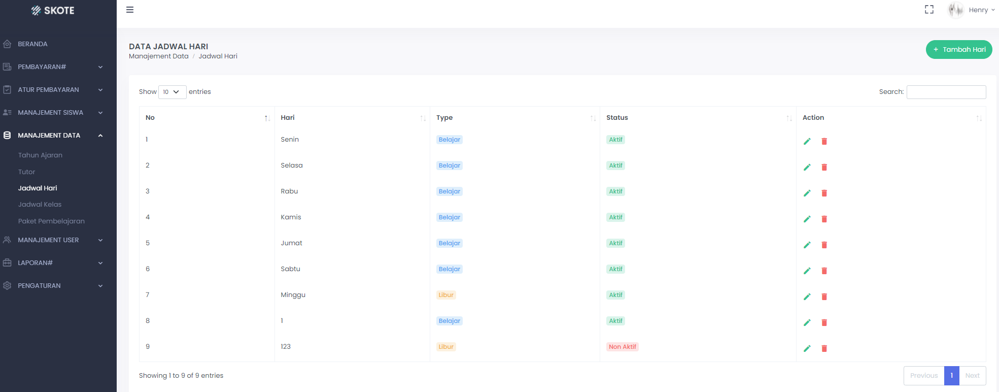 SKOTE
Henry
BERANDA
PEMBAYARAN#
ATUR PEMBAYARAN
MANAJEMENT SISWA
MANAJEMENT DATA
Tahun Ajaran
Tutor
Jadwal Hari
Jadwal Kelas
Paket Pembelajaran
MANAJEMENT USER
LAPORAN#
PENGATURAN
DATA JADWAL HARI
Manajement Data / Jadwal Hari
+ Tambah Hari
Show 10 entries
Search:
No Hari Type Status Action
1 Senin Belajar Aktif
2 Selasa Belajar Aktif
3 Rabu Belajar Aktif
4 Kamis Belajar Aktif
5 Jumat Belajar Aktif
6 Sabtu Belajar Aktif
7 Minggu Libur Aktif
8 1 Belajar Aktif
9 123 Libur Non Aktif
Showing 1 to 9 of 9 entries
Previous 1 Next